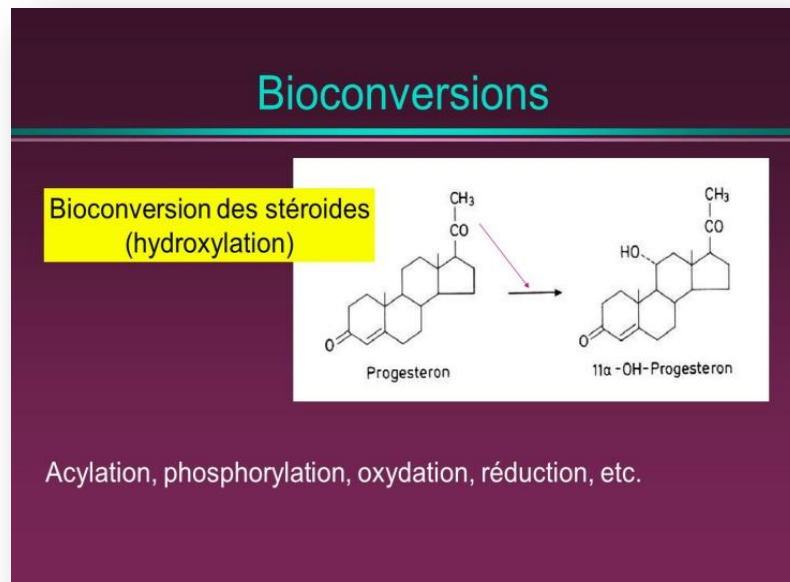 Bioconversions
Bioconversion des stéroides
(hydroxylation)
CH₃
CO
O
Progesteron
CH₃
CO
HO
O
11α-OH-Progesteron
Acylation, phosphorylation, oxydation, réduction, etc.